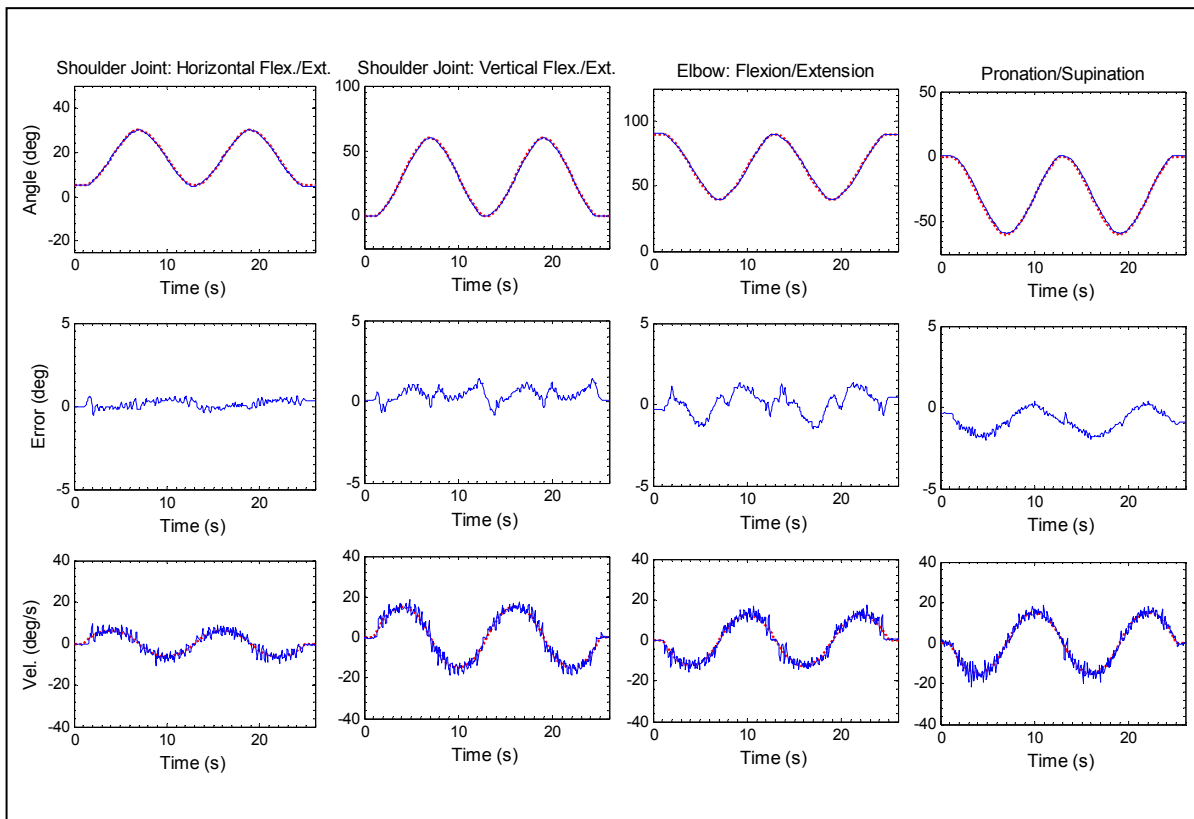 Shoulder Joint: Horizontal Flex./Ext.
Shoulder Joint: Vertical Flex./Ext.
Elbow: Flexion/Extension
Pronation/Supination
Angle (deg)
40
20
0
-20
0 10 20
Time (s)
100
50
0
0 10 20
Time (s)
100
50
0
0 10 20
Time (s)
50
0
-50
0 10 20
Time (s)
Error (deg)
5
0
-5
0 10 20
Time (s)
5
0
-5
0 10 20
Time (s)
5
0
-5
0 10 20
Time (s)
5
0
-5
0 10 20
Time (s)
Vel. (deg/s)
40
20
0
-20
-40
0 10 20
Time (s)
40
20
0
-20
-40
0 10 20
Time (s)
40
20
0
-20
-40
0 10 20
Time (s)
40
20
0
-20
-40
0 10 20
Time (s)